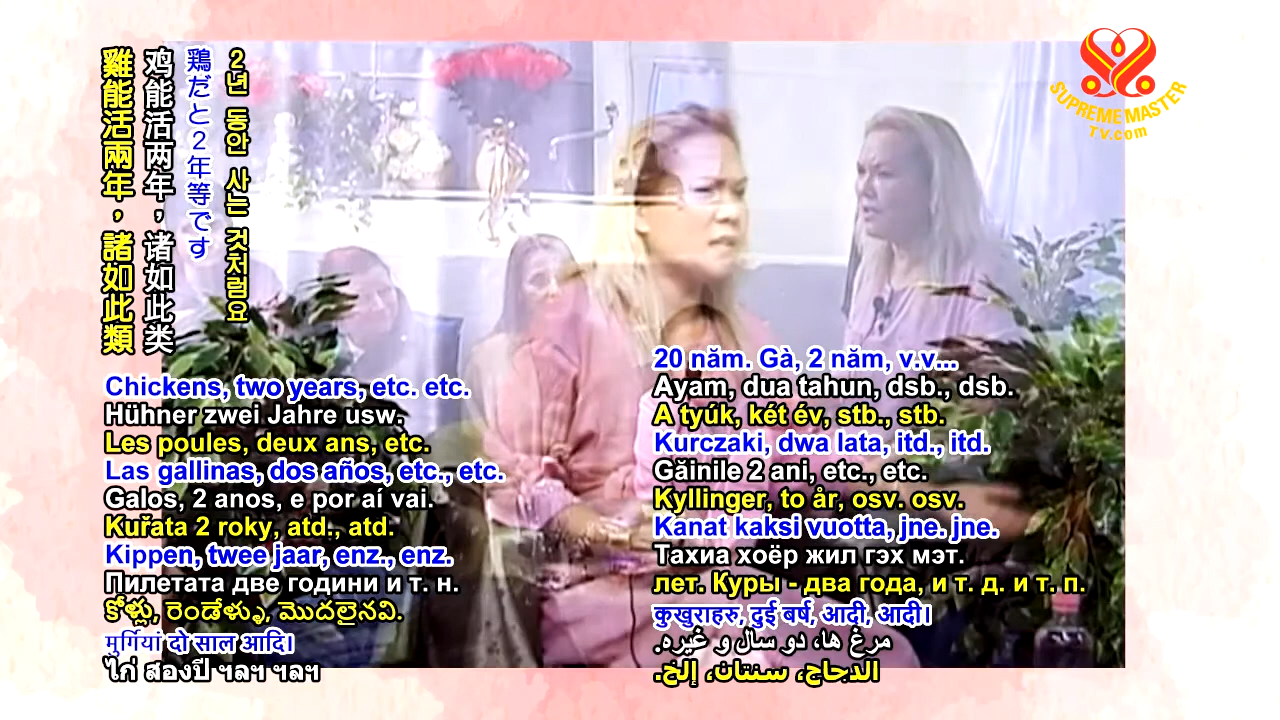 雞能活兩年，諸如此類
鸡能活两年，诸如此类
鶏だと２年等です
2년 동안 사는 것처럼요
SUPREME MASTER
TV.com
Chickens, two years, etc. etc.
Hühner zwei Jahre usw.
Les poules, deux ans, etc.
Las gallinas, dos años, etc., etc.
Galos, 2 anos, e por aí vai.
Kuřata 2 roky, atd., atd.
Kippen, twee jaar, enz., enz.
Пилетата две години и т. н.
కోళ్లు, రెండేళ్ళు, మొదలైనవి.
मुर्गियां दो साल आदि।
ไก่ สองปี ฯลฯ ฯลฯ
20 năm. Gà, 2 năm, v.v...
Ayam, dua tahun, dsb., dsb.
A tyúk, két év, stb., stb.
Kurczaki, dwa lata, itd., itd.
Găinile 2 ani, etc., etc.
Kyllinger, to år, osv. osv.
Kanat kaksi vuotta, jne. jne.
Тахиа хоёр жил гэх мэт.
лет. Куры - два года, и т. д. и т. п.
कुखुराहरु, दुई बर्ष, आदी, आदी।
مرغ ها، دو سال و غیره.
الدجاج، سنتان، إلخ.